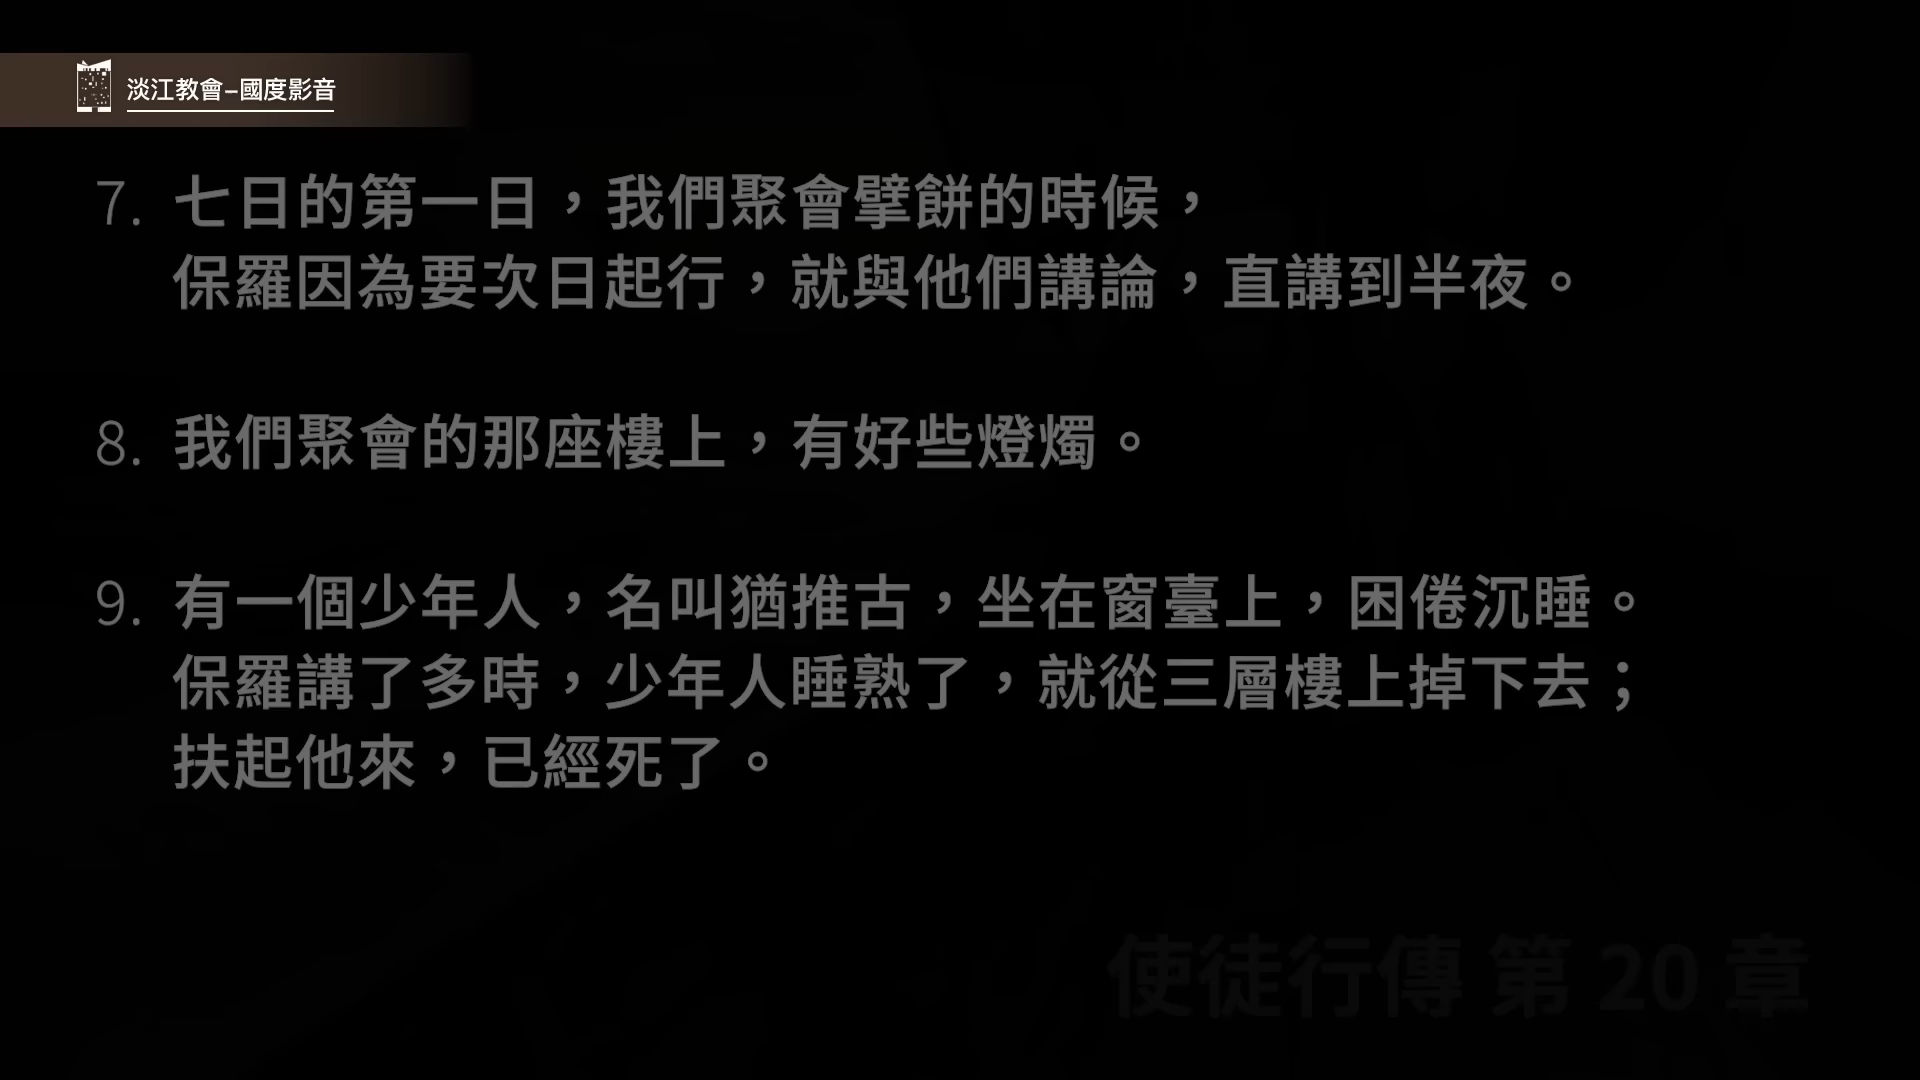 淡江教會–國度影音
7. 七日的第一日，我們聚會擘餅的時候，
保羅因為要次日起行，就與他們講論，直講到半夜。
8. 我們聚會的那座樓上，有好些燈燭。
9. 有一個少年人，名叫猶推古，坐在窗臺上，困倦沉睡。
保羅講了多時，少年人睡熟了，就從三層樓上掉下去；
扶起他來，已經死了。
使徒行傳 第 20 章